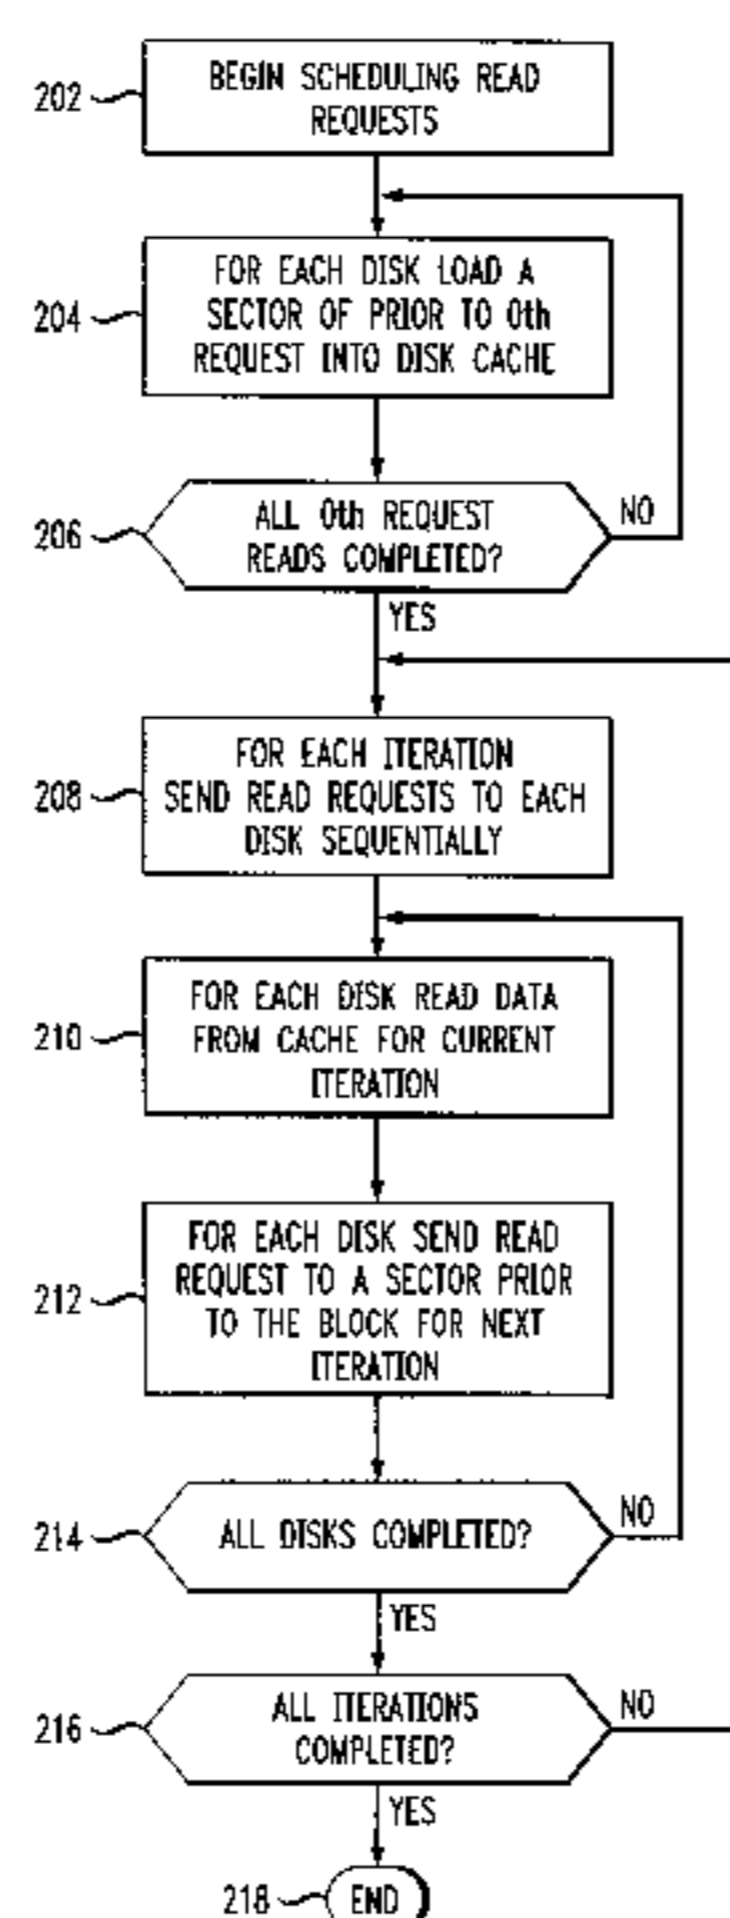 BEGIN SCHEDULING READ
REQUESTS
202
FOR EACH DISK LOAD A
SECTOR OF PRIOR TO 0th
REQUEST INTO DISK CACHE
204
ALL 0th REQUEST
READS COMPLETED?
206
NO
YES
FOR EACH ITERATION
SEND READ REQUESTS TO EACH
DISK SEQUENTIALLY
208
FOR EACH DISK READ DATA
FROM CACHE FOR CURRENT
ITERATION
210
FOR EACH DISK SEND READ
REQUEST TO A SECTOR PRIOR
TO THE BLOCK FOR NEXT
ITERATION
212
ALL DISKS COMPLETED?
214
NO
YES
ALL ITERATIONS
COMPLETED?
216
NO
YES
218
END